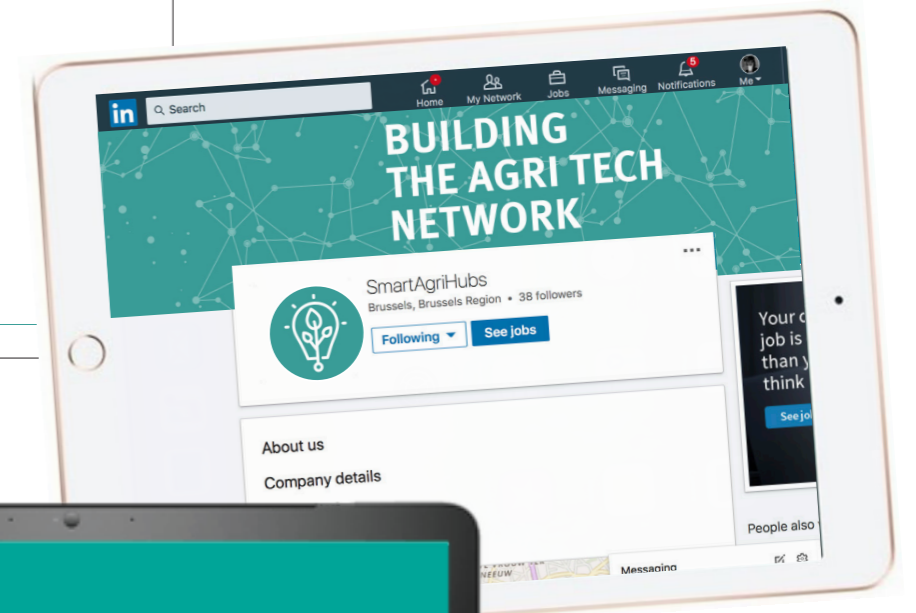 in
Search
Home
My Network
Jobs
Messaging
Notifications
5
Me
BUILDING
THE AGRI TECH
NETWORK
SmartAgriHubs
Brussels, Brussels Region • 38 followers
Following
See jobs
Your
job is
than
think
See
About us
Company details
People also
Messaging
NEEUW